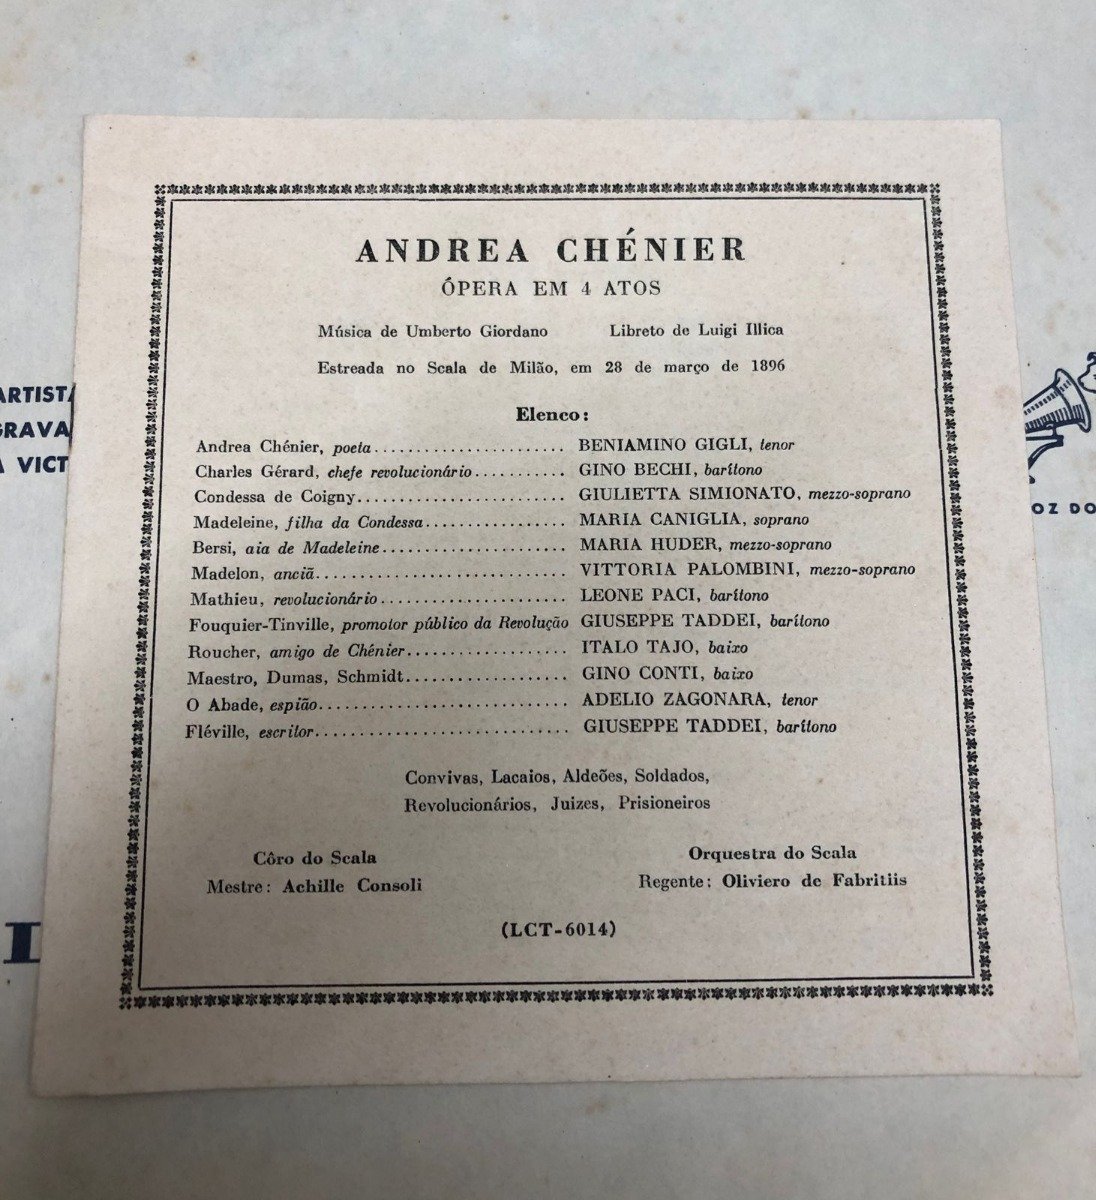 ANDREA CHÉNIER
ÓPERA EM 4 ATOS
Música de Umberto Giordano Libreto de Luigi Illica
Estreada no Scala de Milão, em 28 de março de 1896
Elenco:
Andrea Chénier, poeta...................... BENIAMINO GIGLI, tenor
Charles Gérard, chefe revolucionário.......... GINO BECHI, barítono
Condessa de Coigny........................ GIULIETTA SIMIONATO, mezzo-soprano
Madeleine, filha da Condessa................ MARIA CANIGLIA, soprano
Bersi, aia de Madeleine..................... MARIA HUDER, mezzo-soprano
Madelon, anciã............................. VITTORIA PALOMBINI, mezzo-soprano
Mathieu, revolucionário..................... LEONE PACI, barítono
Fouquier-Tinville, promotor público da Revolução GIUSEPPE TADDEI, barítono
Roucher, amigo de Chénier................... ITALO TAJO, baixo
Maestro, Dumas, Schmidt................... GINO CONTI, baixo
O Abade, espião............................. ADELIO ZAGONARA, tenor
Fléville, escritor............................. GIUSEPPE TADDEI, barítono
Convivas, Lacaios, Aldeões, Soldados,
Revolucionários, Juizes, Prisioneiros
Côro do Scala
Mestre: Achille Consoli
Orquestra do Scala
Regente: Oliviero de Fabritiis
(LCT-6014)
ARTISTA
GRAVA
A VICT
OZ DO